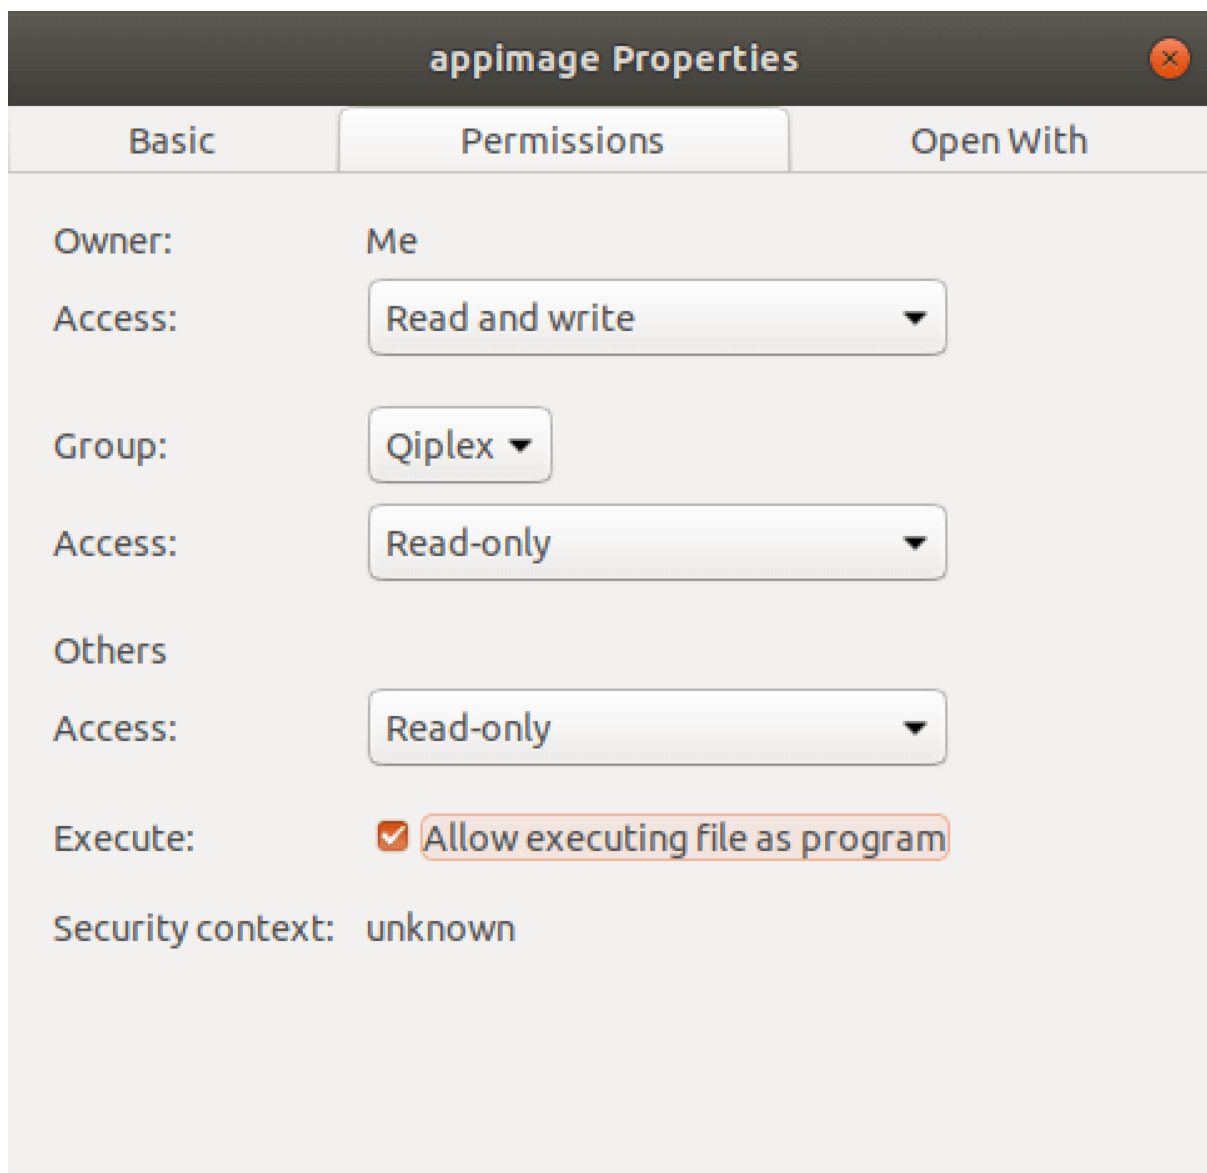 appimage Properties
Basic Permissions Open With
Owner: Me
Access: Read and write
Group: Qiplex
Access: Read-only
Others
Access: Read-only
Execute: Allow executing file as program
Security context: unknown